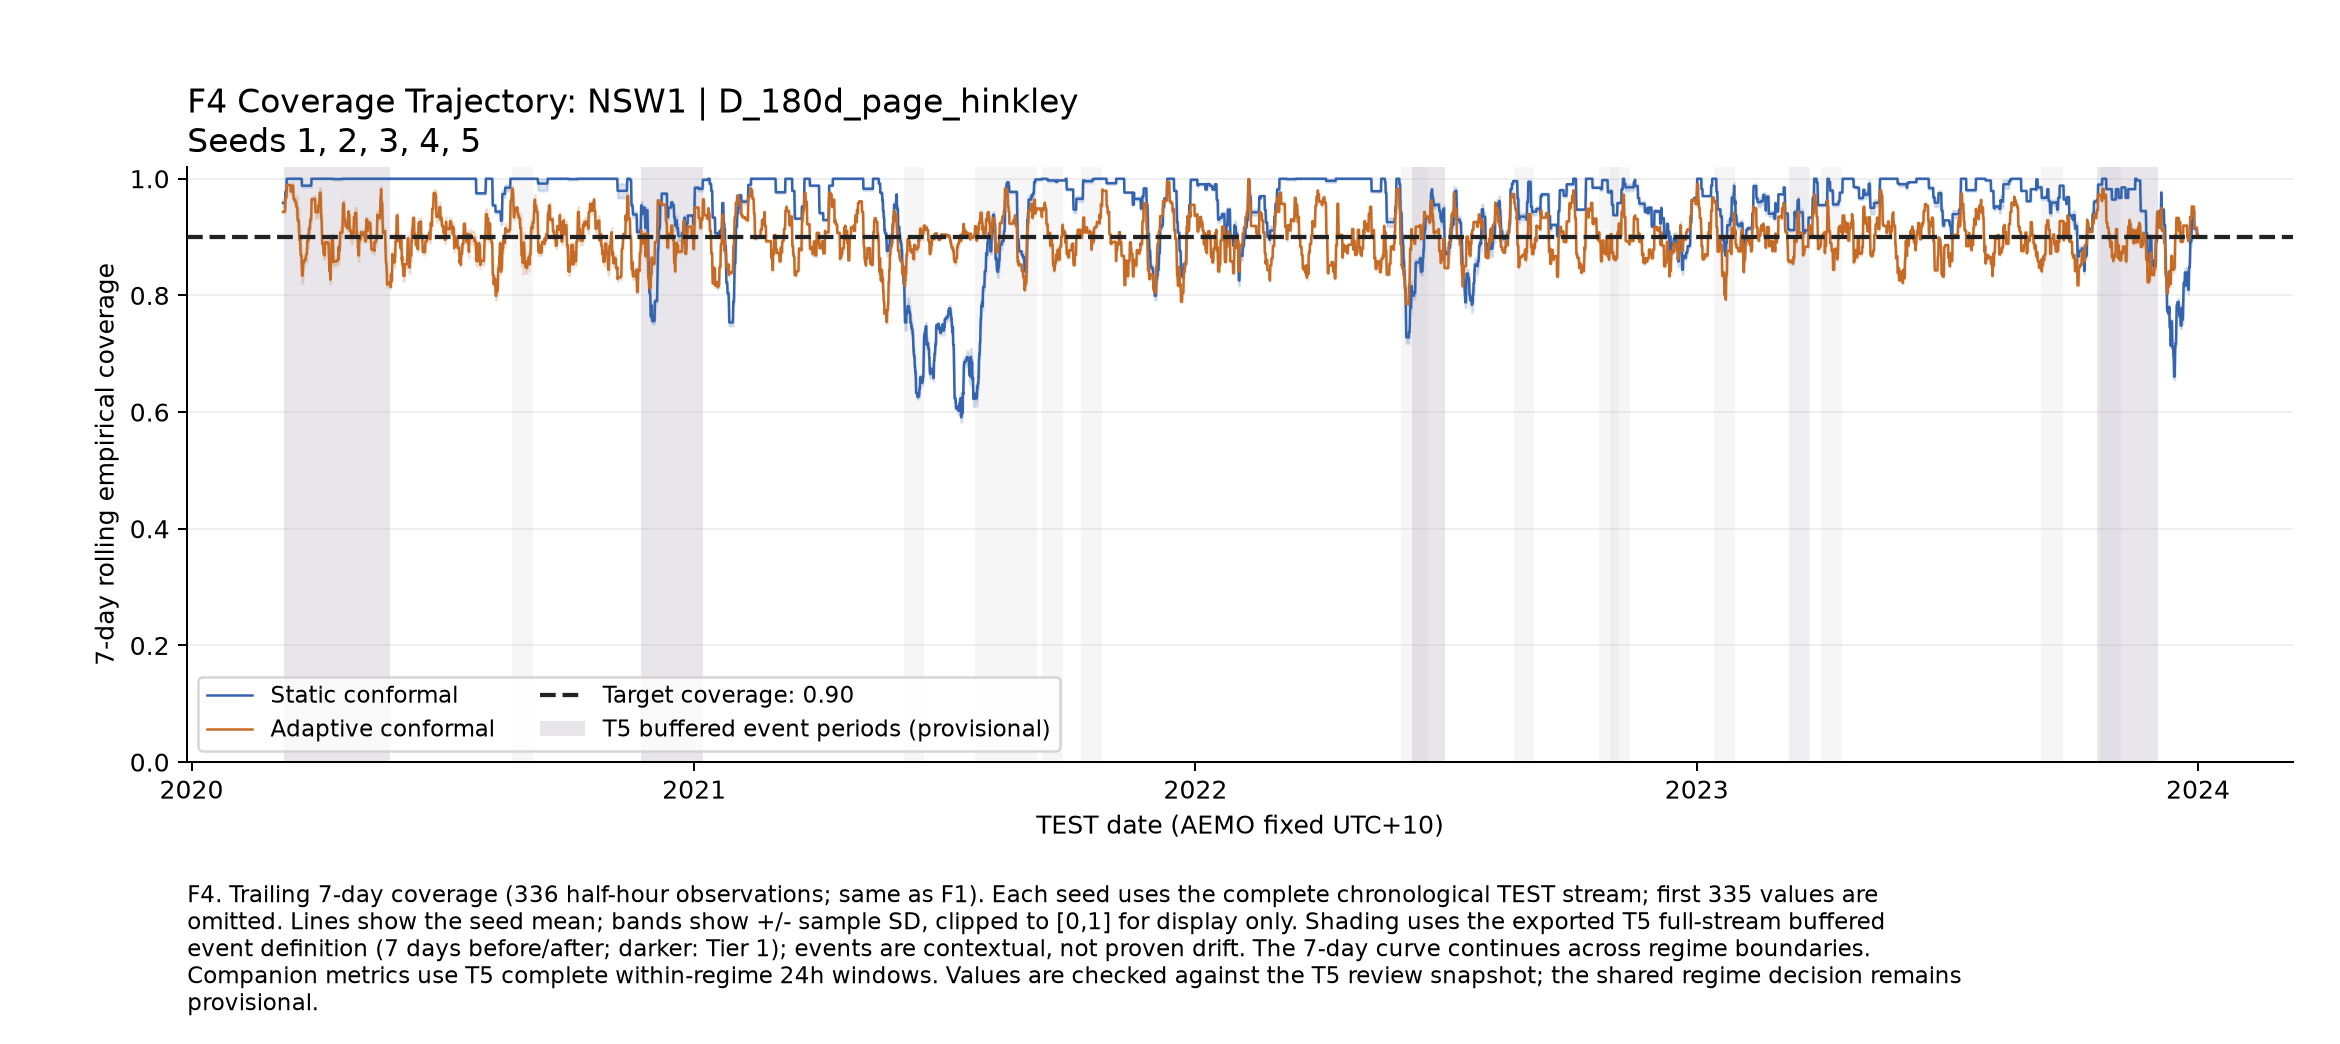 F4 Coverage Trajectory: NSW1 | D_180d_page_hinkley
Seeds 1, 2, 3, 4, 5
1.0
0.8
0.6
0.4
0.2
0.0
7-day rolling empirical coverage
Static conformal
Adaptive conformal
Target coverage: 0.90
T5 buffered event periods (provisional)
2020
2021
2022
2023
2024
TEST date (AEMO fixed UTC+10)
F4. Trailing 7-day coverage (336 half-hour observations; same as F1). Each seed uses the complete chronological TEST stream; first 335 values are
omitted. Lines show the seed mean; bands show +/- sample SD, clipped to [0,1] for display only. Shading uses the exported T5 full-stream buffered
event definition (7 days before/after; darker: Tier 1); events are contextual, not proven drift. The 7-day curve continues across regime boundaries.
Companion metrics use T5 complete within-regime 24h windows. Values are checked against the T5 review snapshot; the shared regime decision remains
provisional.